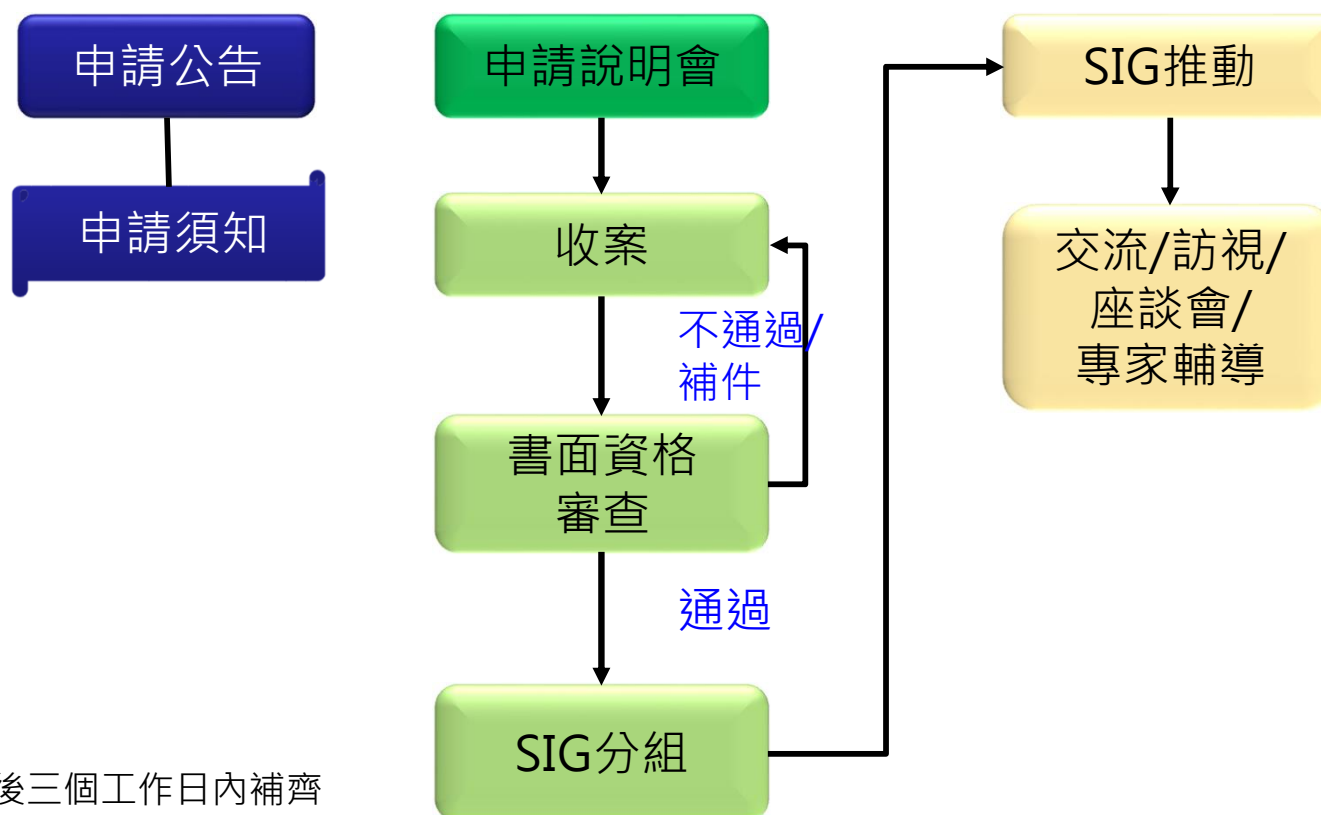 申請公告
申請須知
申請說明會
收案
不通過/
補件
書面資格
審查
通過
SIG分組
SIG推動
交流/訪視/
座談會/
專家輔導
後三個工作日內補齊